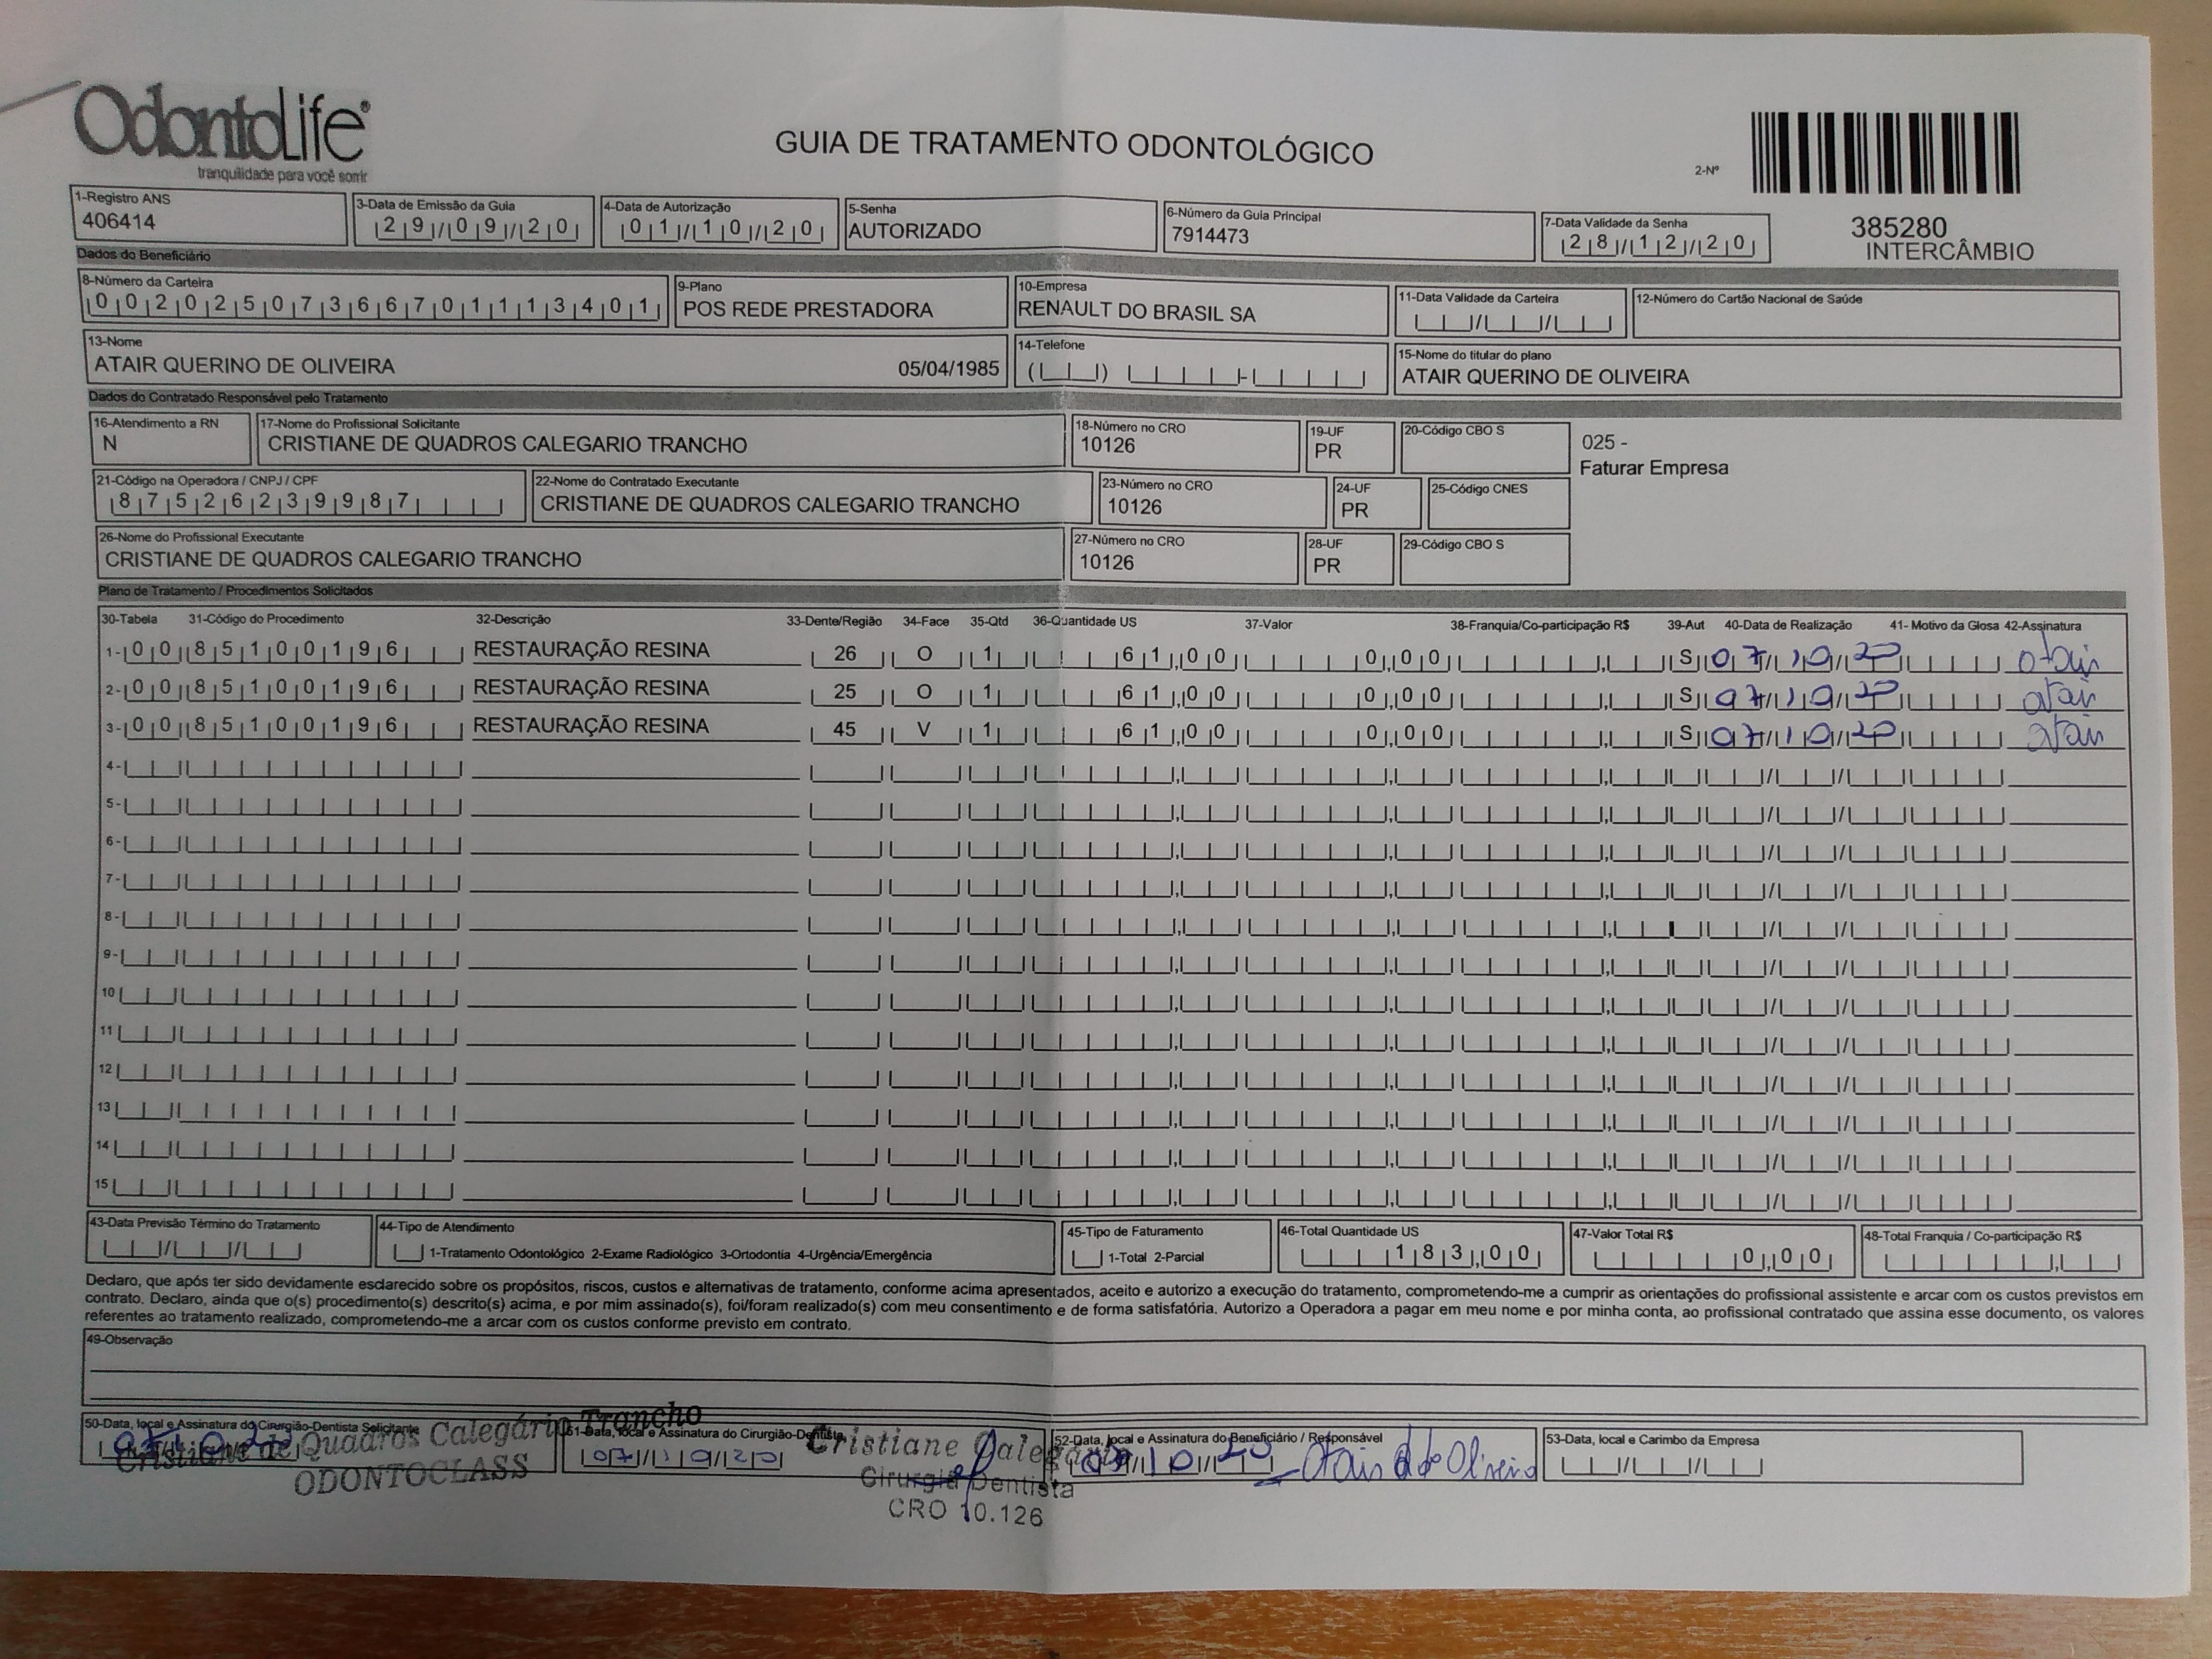 OdontoLife®
tranquilidade para você sorrir
GUIA DE TRATAMENTO ODONTOLÓGICO
2-Nº
385280
INTERCÂMBIO
1-Registro ANS
406414
3-Data de Emissão da Guia
29/09/20
4-Data de Autorização
01/10/20
5-Senha
AUTORIZADO
6-Número da Guia Principal
7914473
7-Data Validade da Senha
28/12/20
Dados do Beneficiário
8-Número da Carteira
00202507366701113401
9-Plano
POS REDE PRESTADORA
10-Empresa
RENAULT DO BRASIL SA
11-Data Validade da Carteira
12-Número do Cartão Nacional de Saúde
13-Nome
ATAIR QUERINO DE OLIVEIRA 05/04/1985
14-Telefone
15-Nome do titular do plano
ATAIR QUERINO DE OLIVEIRA
Dados do Contratado Responsável pelo Tratamento
16-Atendimento a RN
N
17-Nome do Profissional Solicitante
CRISTIANE DE QUADROS CALEGARIO TRANCHO
18-Número no CRO
10126
19-UF
PR
20-Código CBO S
025 -
Faturar Empresa
21-Código na Operadora / CNPJ / CPF
87526239987
22-Nome do Contratado Executante
CRISTIANE DE QUADROS CALEGARIO TRANCHO
23-Número no CRO
10126
24-UF
PR
25-Código CNES
26-Nome do Profissional Executante
CRISTIANE DE QUADROS CALEGARIO TRANCHO
27-Número no CRO
10126
28-UF
PR
29-Código CBO S
Plano de Tratamento / Procedimentos Solicitados
30-Tabela 31-Código do Procedimento 32-Descrição 33-Dente/Região 34-Face 35-Qtd 36-Quantidade US 37-Valor 38-Franquia/Co-participação R$ 39-Aut 40-Data de Realização 41- Motivo da Glosa 42-Assinatura
1- 00 85100196 RESTAURAÇÃO RESINA 26 O 1 61,00 0,00 S 07/10/20 atair
2- 00 85100196 RESTAURAÇÃO RESINA 25 O 1 61,00 0,00 S 07/10/20 atair
3- 00 85100196 RESTAURAÇÃO RESINA 45 V 1 61,00 0,00 S 07/10/20 atair
4-
5-
6-
7-
8-
9-
10
11
12
13
14
15
43-Data Previsão Término do Tratamento
44-Tipo de Atendimento
1-Tratamento Odontológico 2-Exame Radiológico 3-Ortodontia 4-Urgência/Emergência
45-Tipo de Faturamento
1-Total 2-Parcial
46-Total Quantidade US
183,00
47-Valor Total R$
0,00
48-Total Franquia / Co-participação R$
Declaro, que após ter sido devidamente esclarecido sobre os propósitos, riscos, custos e alternativas de tratamento, conforme acima apresentados, aceito e autorizo a execução do tratamento, comprometendo-me a cumprir as orientações do profissional assistente e arcar com os custos previstos em
contrato. Declaro, ainda que o(s) procedimento(s) descrito(s) acima, e por mim assinado(s), foi/foram realizado(s) com meu consentimento e de forma satisfatória. Autorizo a Operadora a pagar em meu nome e por minha conta, ao profissional contratado que assina esse documento, os valores
referentes ao tratamento realizado, comprometendo-me a arcar com os custos conforme previsto em contrato.
49-Observação
50-Data, local e Assinatura do Cirurgião-Dentista Solicitante
07/10/20
Cristiane de Quadros Calegário Trancho
ODONTOCLASS
51-Data, local e Assinatura do Cirurgião-Dentista
07/10/20
Cristiane Calegário
Cirurgiã Dentista
CRO 10.126
52-Data, local e Assinatura do Beneficiário / Responsável
07/10/20 Atair de Oliveira
53-Data, local e Carimbo da Empresa